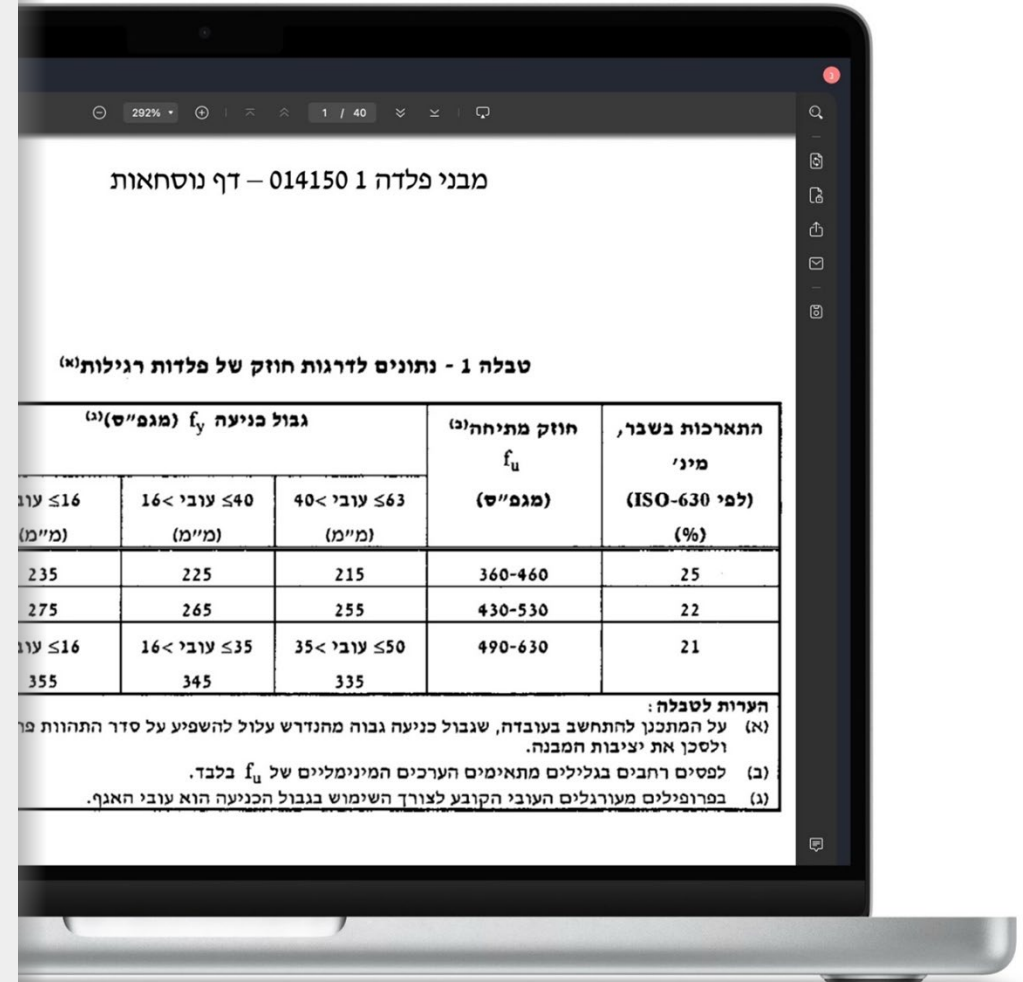 292%
1 / 40
ג
מבני פלדה 1 014150 – דף נוסחאות
טבלה 1 - נתונים לדרגות חוזק של פלדות רגילות(א)
התארכות בשבר, מינ׳ (לפי ISO-630) (%)
חוזק מתיחה(ב) fu (מגפ״ס)
גבול כניעה fy (מגפ״ס)(ג)
40< עובי ≤63 (מ״מ)
16< עובי ≤40 (מ״מ)
≤16 (מ״מ)
25 360-460 215 225 235
22 430-530 255 265 275
21 490-630 35< עובי ≤50 16< עובי ≤35 ≤16
335 345 355
הערות לטבלה:
(א) על המתכנן להתחשב בעובדה, שגבול כניעה גבוה מהנדרש עלול להשפיע על סדר התהוות
ולסכן את יציבות המבנה.
(ב) לפסים רחבים בגלילים מתאימים הערכים המינימליים של fu בלבד.
(ג) בפרופילים מעורגלים העובי הקובע לצורך השימוש בגבול הכניעה הוא עובי האגף.